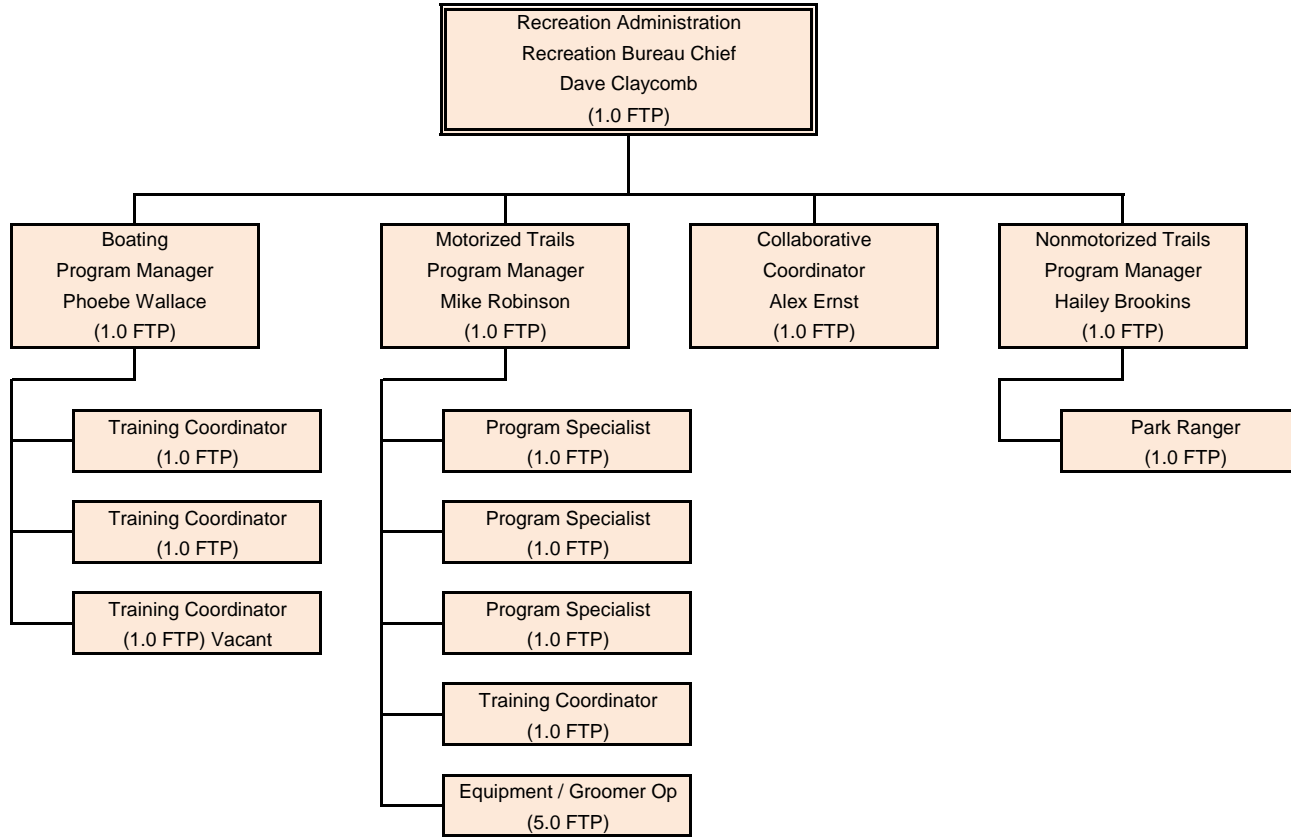 Recreation Administration
Recreation Bureau Chief
Dave Claycomb
(1.0 FTP)
Boating
Program Manager
Phoebe Wallace
(1.0 FTP)
Training Coordinator
(1.0 FTP)
Training Coordinator
(1.0 FTP)
Training Coordinator
(1.0 FTP) Vacant
Motorized Trails
Program Manager
Mike Robinson
(1.0 FTP)
Program Specialist
(1.0 FTP)
Program Specialist
(1.0 FTP)
Program Specialist
(1.0 FTP)
Training Coordinator
(1.0 FTP)
Equipment / Groomer Op
(5.0 FTP)
Collaborative
Coordinator
Alex Ernst
(1.0 FTP)
Nonmotorized Trails
Program Manager
Hailey Brookins
(1.0 FTP)
Park Ranger
(1.0 FTP)